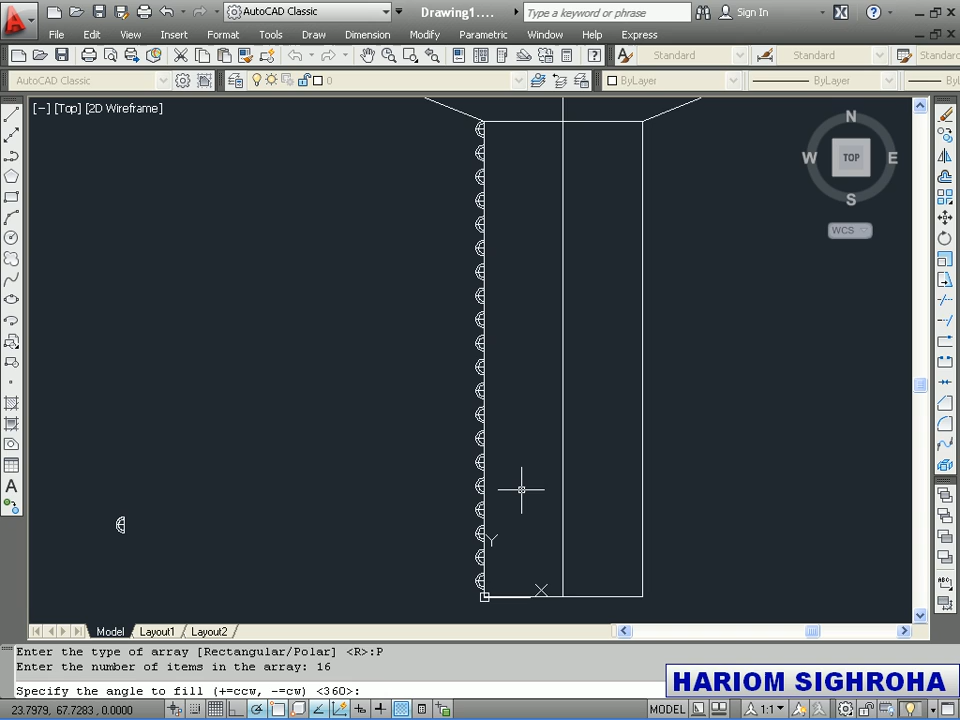 AutoCAD Classic
Drawing1....
Type a keyword or phrase
Sign In
File Edit View Insert Format Tools Draw Dimension Modify Parametric Window Help Express
Standard
Standard
Standard
AutoCAD Classic
0
ByLayer
ByLayer
[−] [Top] [2D Wireframe]
N
W
TOP
E
S
WCS
Y
X
A
ABC
Model Layout1 Layout2
Enter the type of array [Rectangular/Polar] <R>:P
Enter the number of items in the array: 16
Specify the angle to fill (+=ccw, -=cw) <360>:
HARIOM SIGHROHA
23.7979, 67.7283, 0.0000
MODEL
1:1